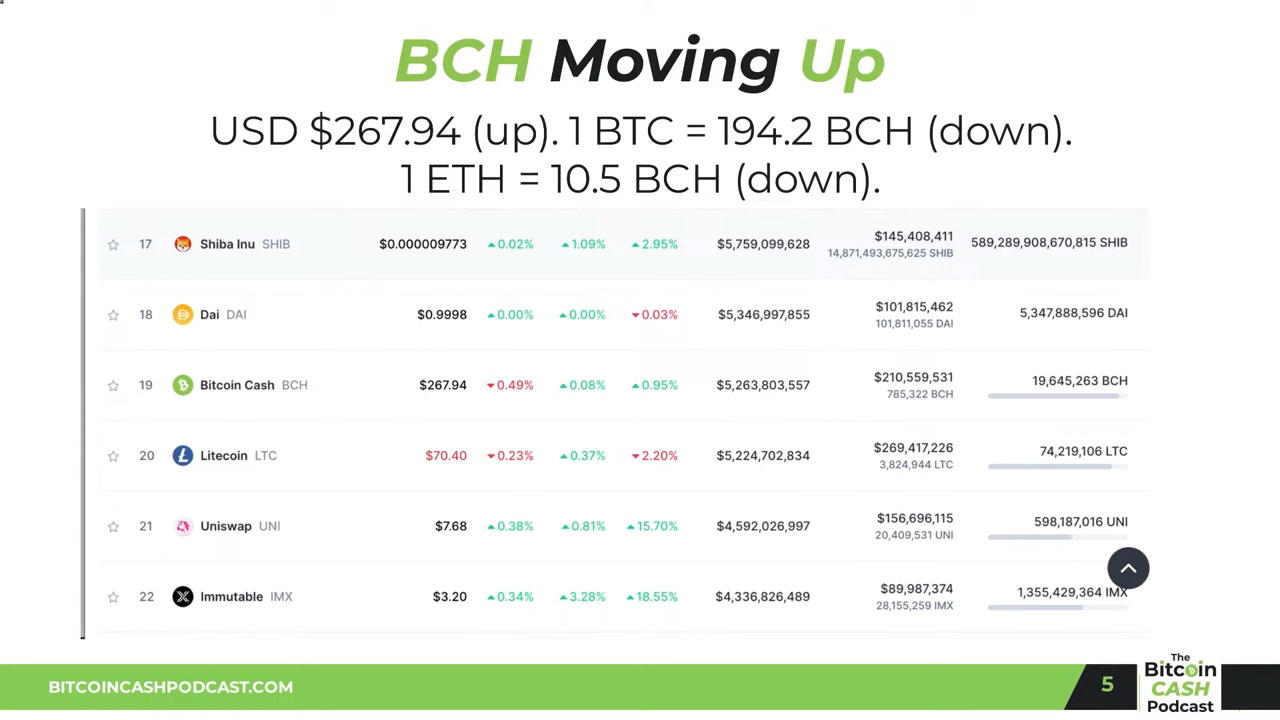 BCH Moving Up
USD $267.94 (up). 1 BTC = 194.2 BCH (down).
1 ETH = 10.5 BCH (down).
17 Shiba Inu SHIB $0.000009773 0.02% 1.09% 2.95% $5,759,099,628 $145,408,411 589,289,908,670,815 SHIB
14,871,493,675,625 SHIB
18 Dai DAI $0.9998 0.00% 0.00% 0.03% $5,346,997,855 $101,815,462 5,347,888,596 DAI
101,811,055 DAI
19 Bitcoin Cash BCH $267.94 0.49% 0.08% 0.95% $5,263,803,557 $210,559,531 19,645,263 BCH
785,322 BCH
20 Litecoin LTC $70.40 0.23% 0.37% 2.20% $5,224,702,834 $269,417,226 74,219,106 LTC
3,824,944 LTC
21 Uniswap UNI $7.68 0.38% 0.81% 15.70% $4,592,026,997 $156,696,115 598,187,016 UNI
20,409,531 UNI
22 Immutable IMX $3.20 0.34% 3.28% 18.55% $4,336,826,489 $89,987,374 1,355,429,364 IMX
28,155,259 IMX
BITCOINCASHPODCAST.COM
5
The
Bitcoin
CASH
Podcast